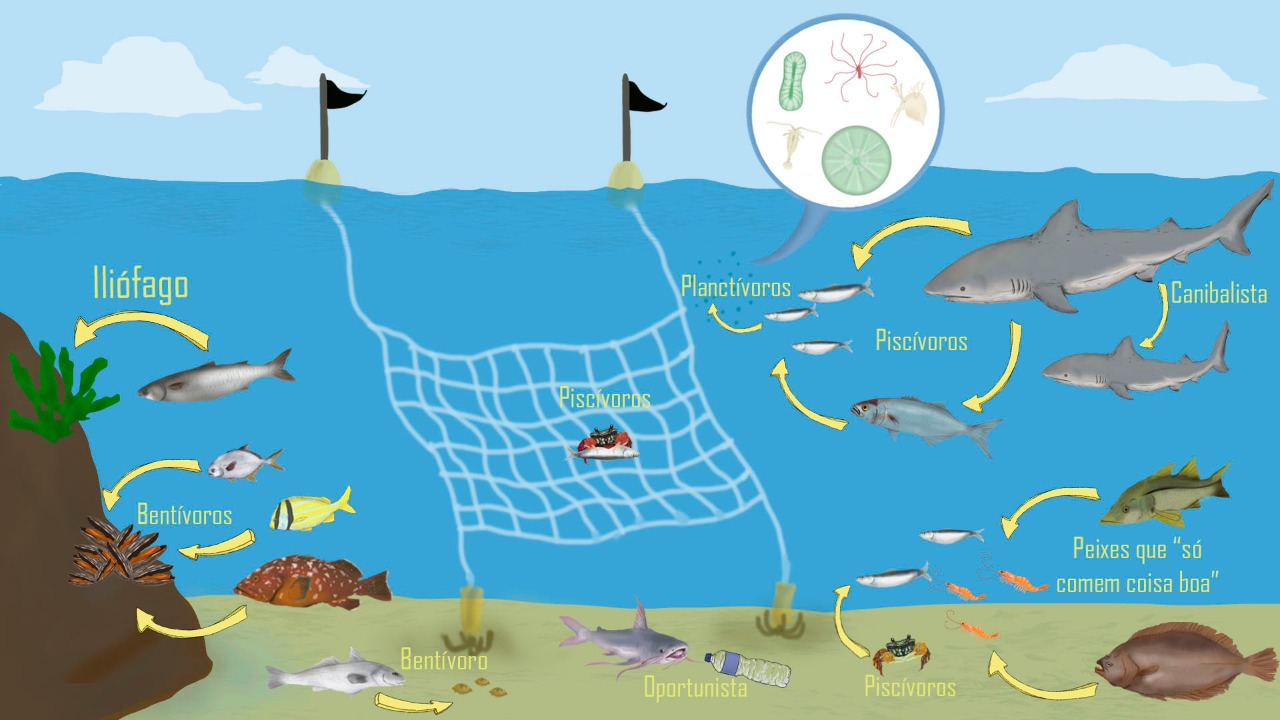 Iliófago
Planctívoros
Canibalista
Piscívoros
Piscívoros
Bentívoros
Peixes que “só
comem coisa boa”
Bentívoro
Oportunista
Piscívoros